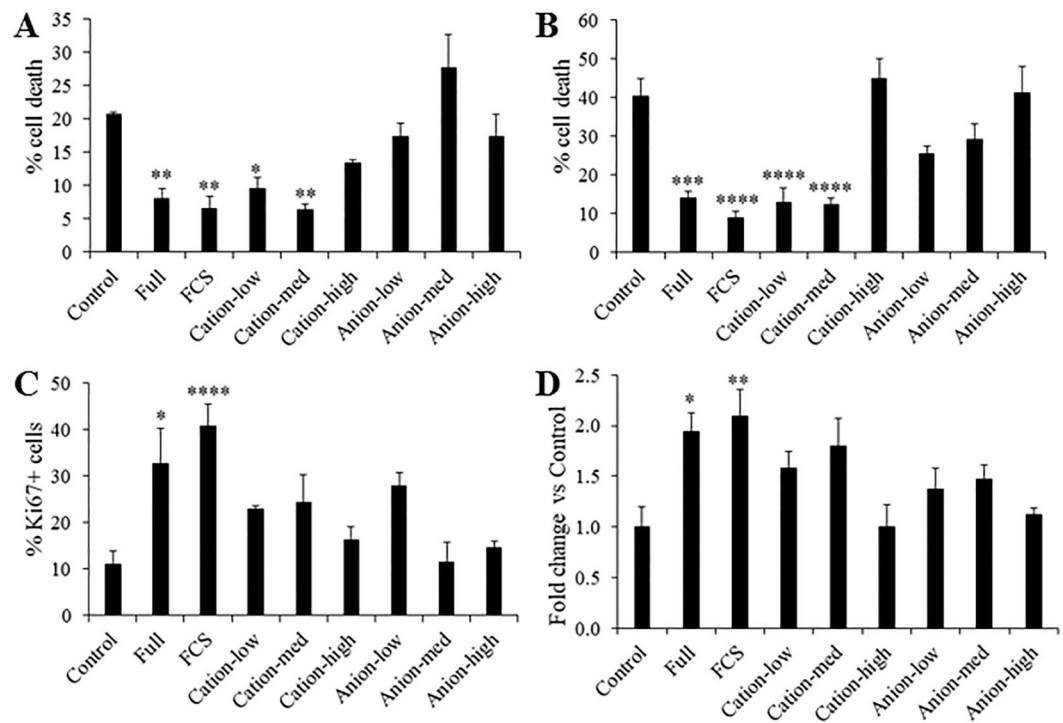 A
% cell death
35
30
25
20
15
10
5
0
** ** * **
Control Full FCS Cation-low Cation-med Cation-high Anion-low Anion-med Anion-high
B
% cell death
60
50
40
30
20
10
0
*** **** **** ****
Control Full FCS Cation-low Cation-med Cation-high Anion-low Anion-med Anion-high
C
% Ki67+ cells
50
40
30
20
10
0
* ****
Control Full FCS Cation-low Cation-med Cation-high Anion-low Anion-med Anion-high
D
Fold change vs Control
2.5
2.0
1.5
1.0
0.5
0.0
* **
Control Full FCS Cation-low Cation-med Cation-high Anion-low Anion-med Anion-high